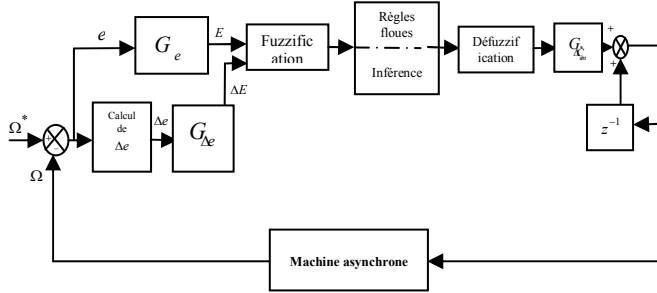 e
G e
E
Fuzzific
ation
Règles
floues
Inférence
Défuzzif
ication
G
+
+
ΔE
Ω*
+
-
Calcul
de
Δe
Δe
G Δe
z⁻¹
Ω
Machine asynchrone